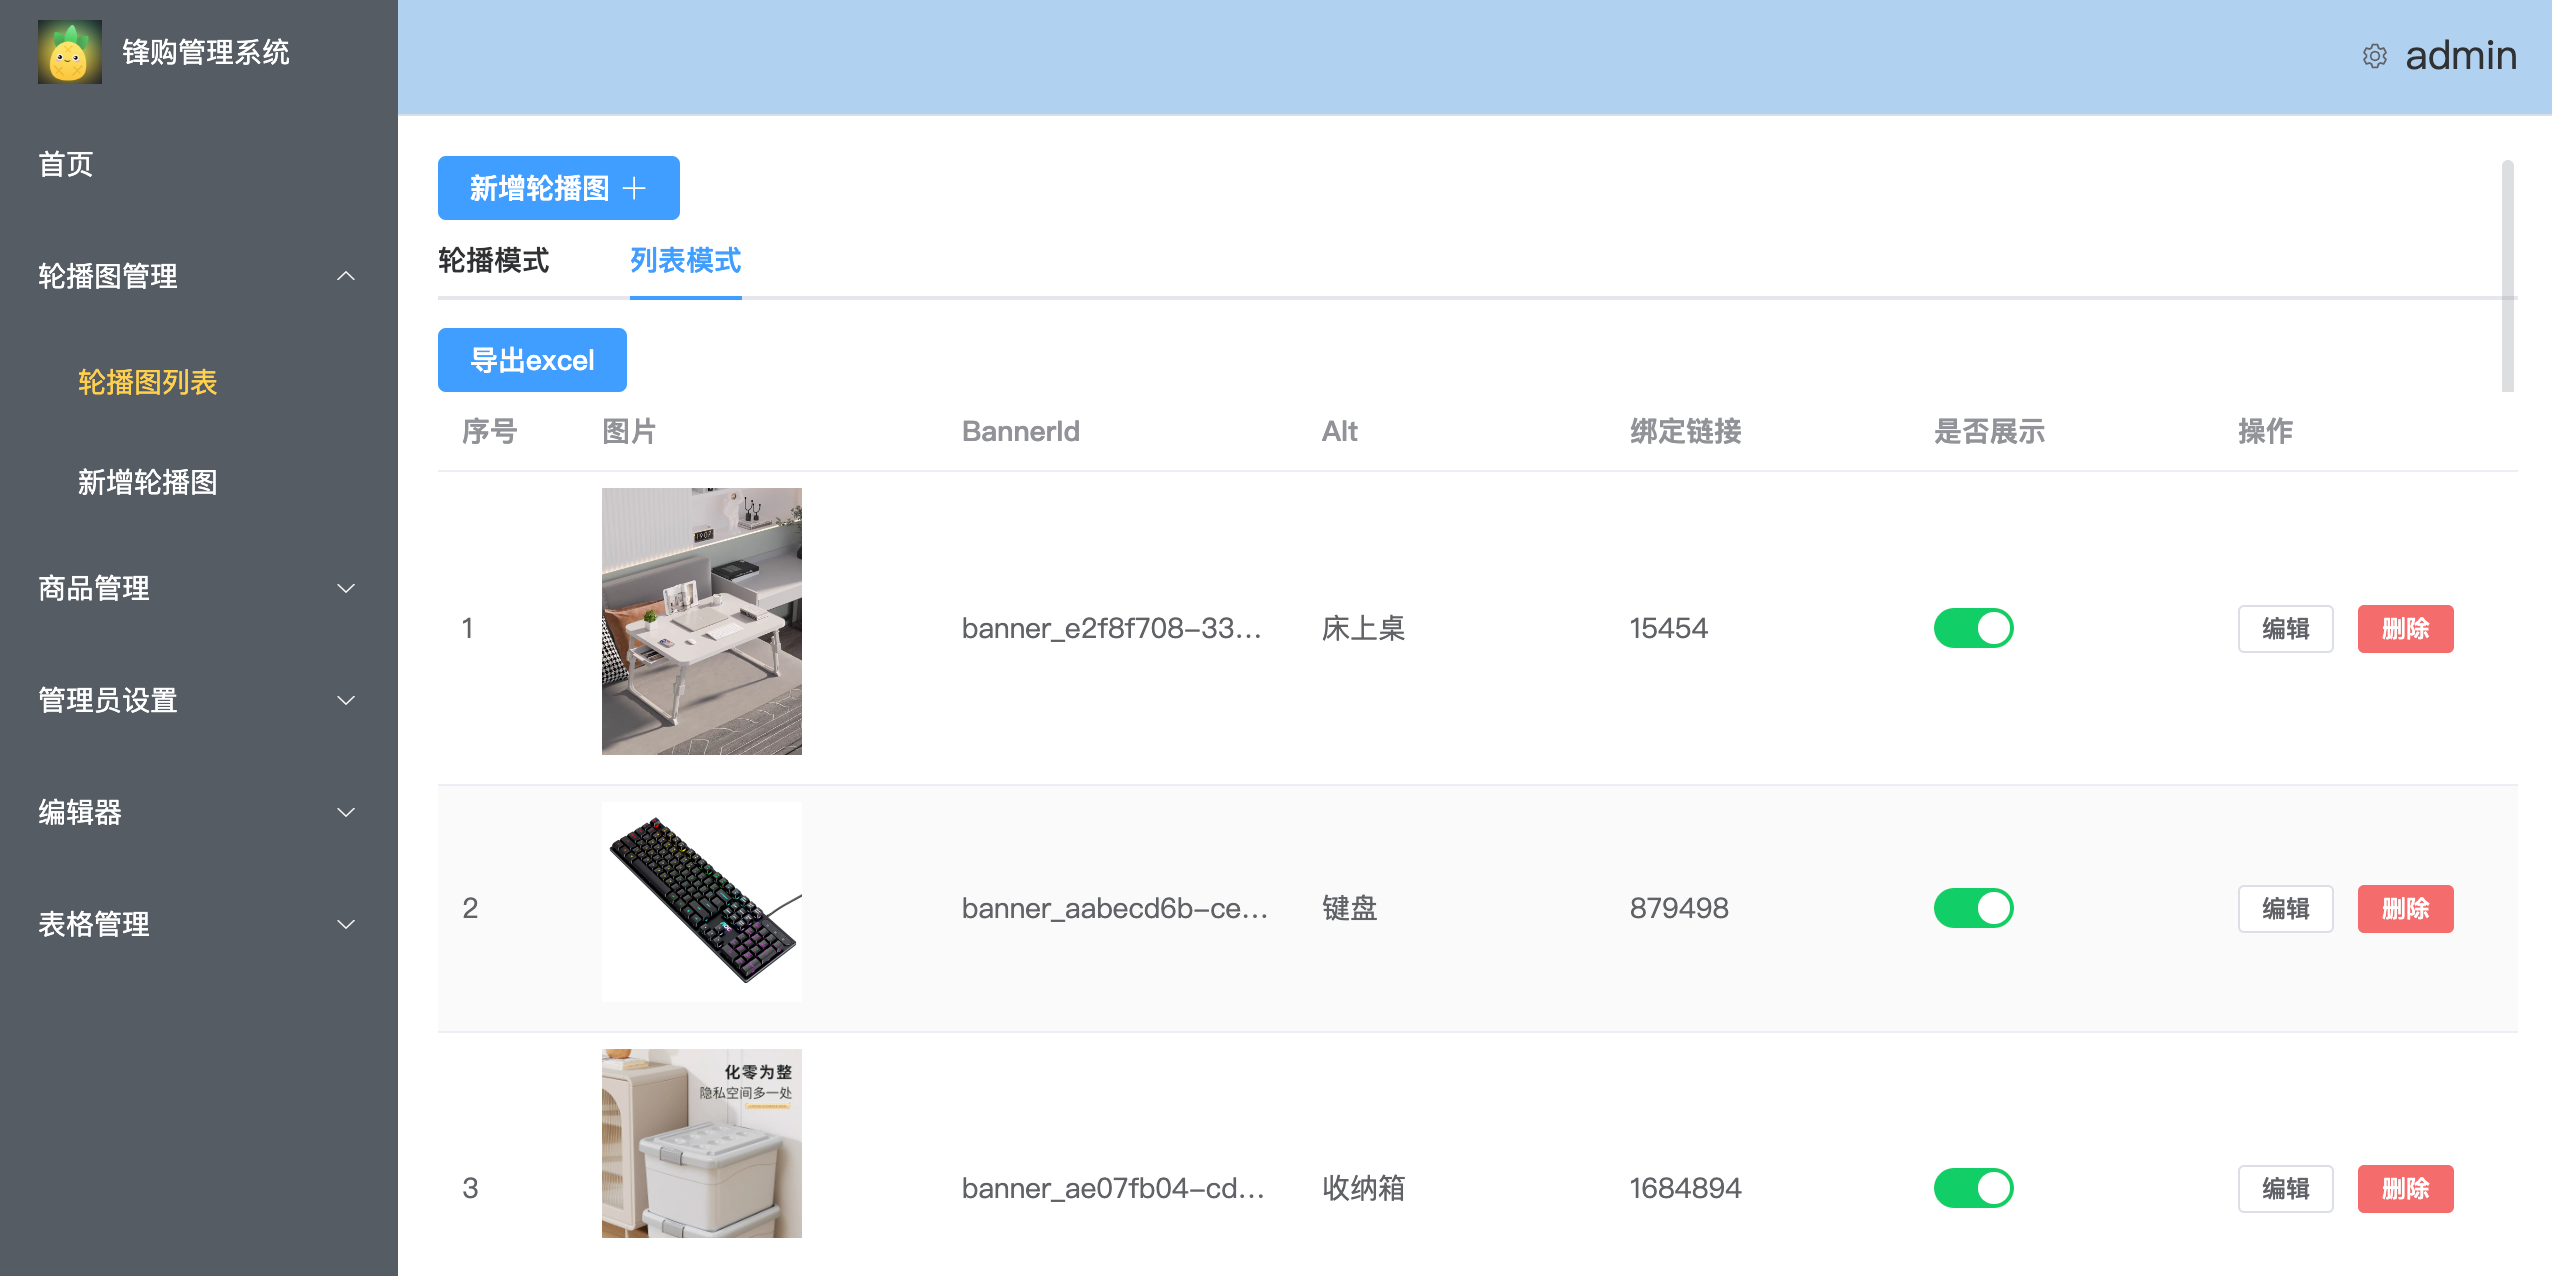 锋购管理系统
admin
首页
轮播图管理
轮播图列表
新增轮播图
商品管理
管理员设置
编辑器
表格管理
新增轮播图
轮播模式 列表模式
导出excel
序号 图片 BannerId Alt 绑定链接 是否展示 操作
1 banner_e2f8f708-33... 床上桌 15454 编辑 删除
2 banner_aabecd6b-ce... 键盘 879498 编辑 删除
化零为整
隐私空间多一处
3 banner_ae07fb04-cd... 收纳箱 1684894 编辑 删除